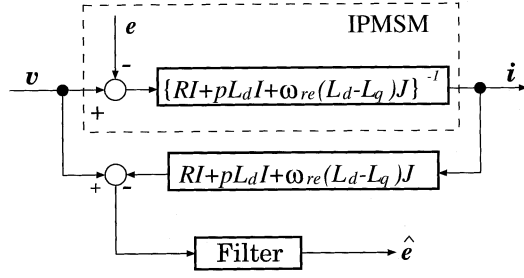 IPMSM
e
-
v
+
{RI+pL_dI+ω_re(L_d-L_q)J}^-1
i
+
-
RI+pL_dI+ω_re(L_d-L_q)J
Filter
ê